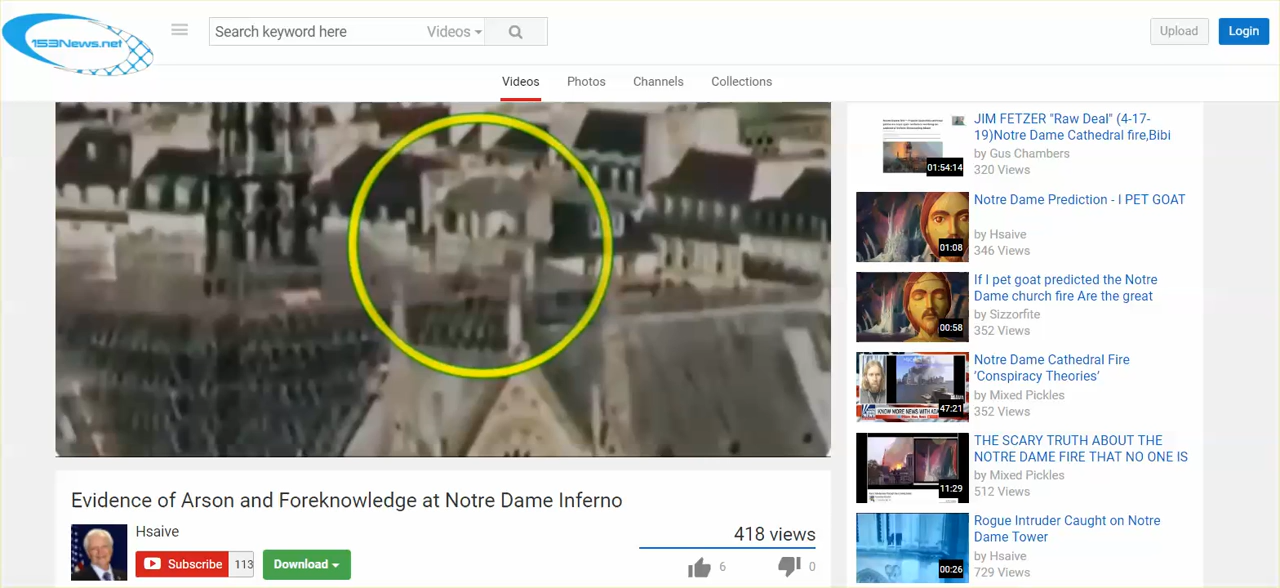 153News.net
Search keyword here
Videos
Upload
Login
Videos
Photos
Channels
Collections
Evidence of Arson and Foreknowledge at Notre Dame Inferno
Hsaive
Subscribe
113
Download
418 views
6
0
JIM FETZER "Raw Deal" (4-17-
19)Notre Dame Cathedral fire,Bibi
by Gus Chambers
320 Views
01:54:14
Notre Dame Prediction - I PET GOAT
by Hsaive
346 Views
01:08
If I pet goat predicted the Notre
Dame church fire Are the great
by Sizzorfite
352 Views
00:58
Notre Dame Cathedral Fire
‘Conspiracy Theories’
by Mixed Pickles
352 Views
47:21
KNOW MORE NEWS WITH ADA
THE SCARY TRUTH ABOUT THE
NOTRE DAME FIRE THAT NO ONE IS
by Mixed Pickles
512 Views
11:29
Rogue Intruder Caught on Notre
Dame Tower
by Hsaive
729 Views
00:26